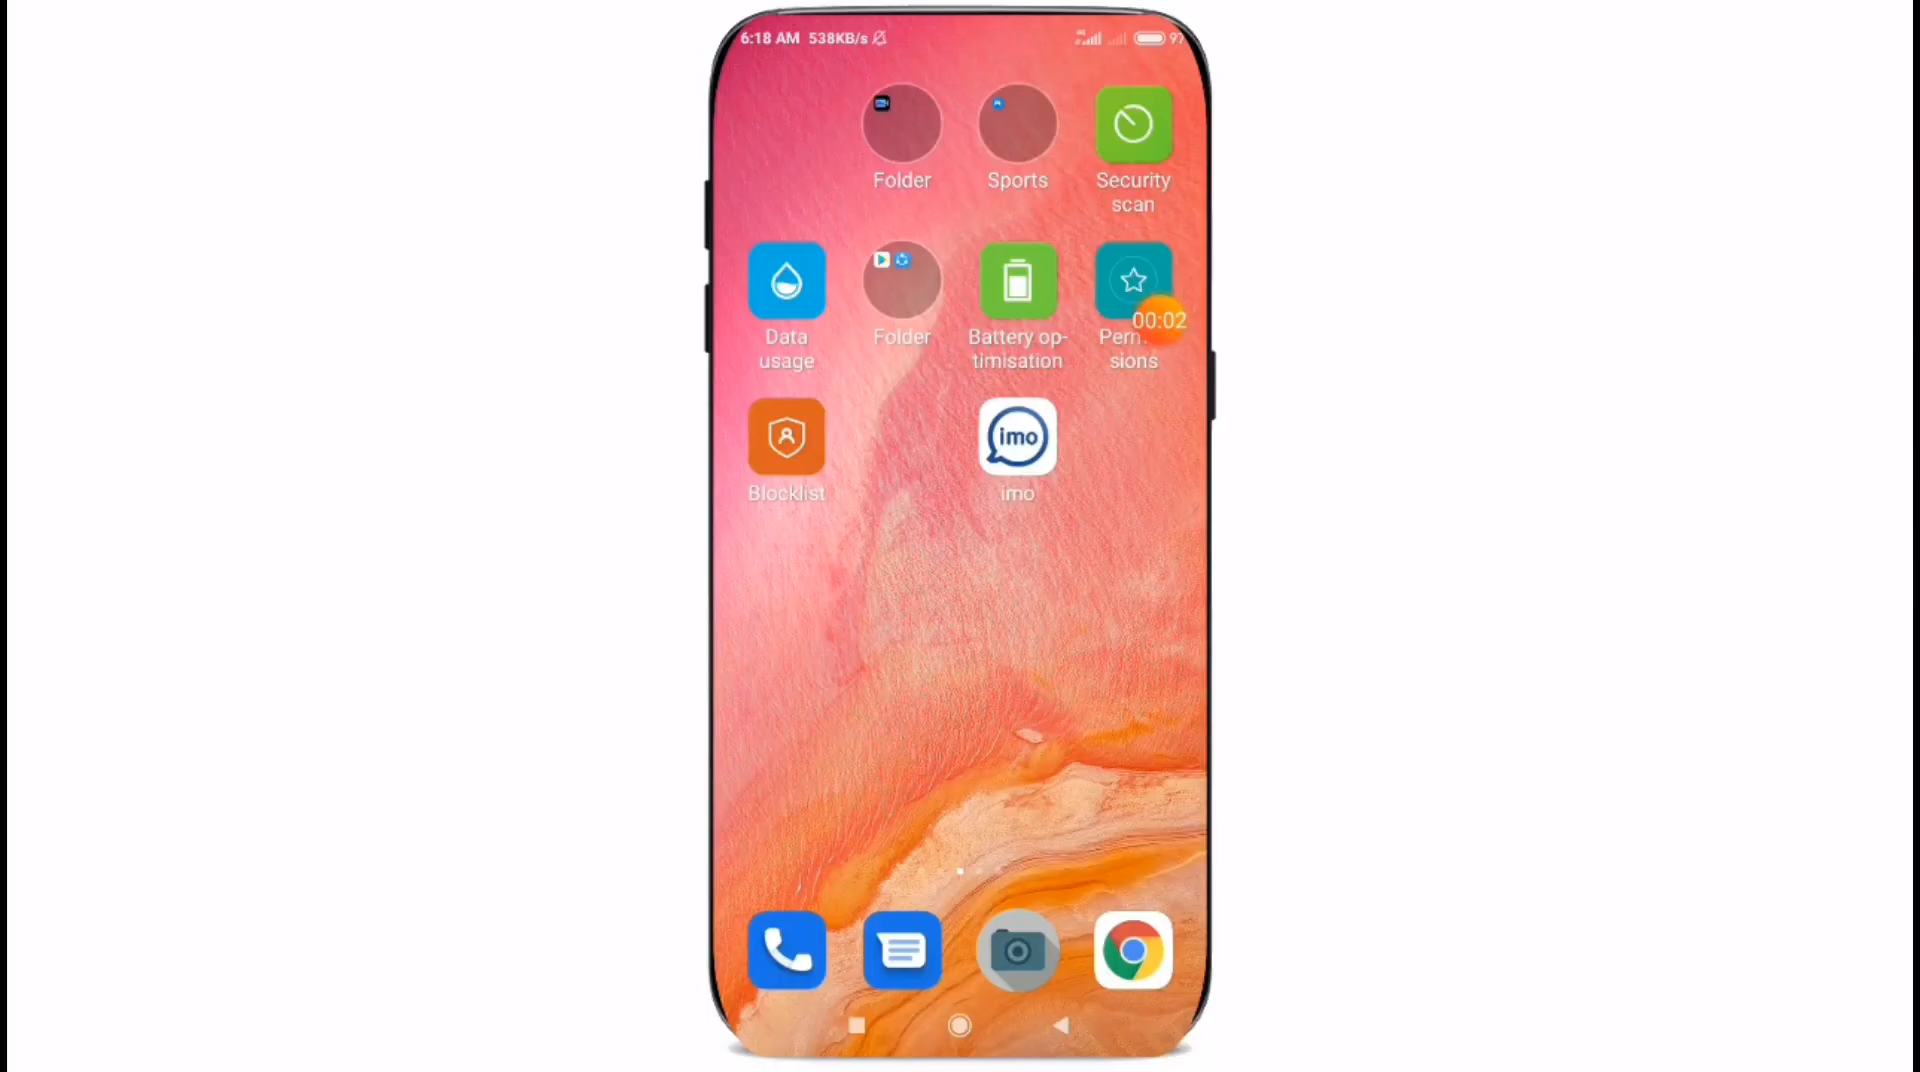 6:18 AM 538KB/s
97
Folder
Sports
Security
scan
Data
usage
Folder
Battery op-
timisation
00:02
sions
Blocklist
imo
imo